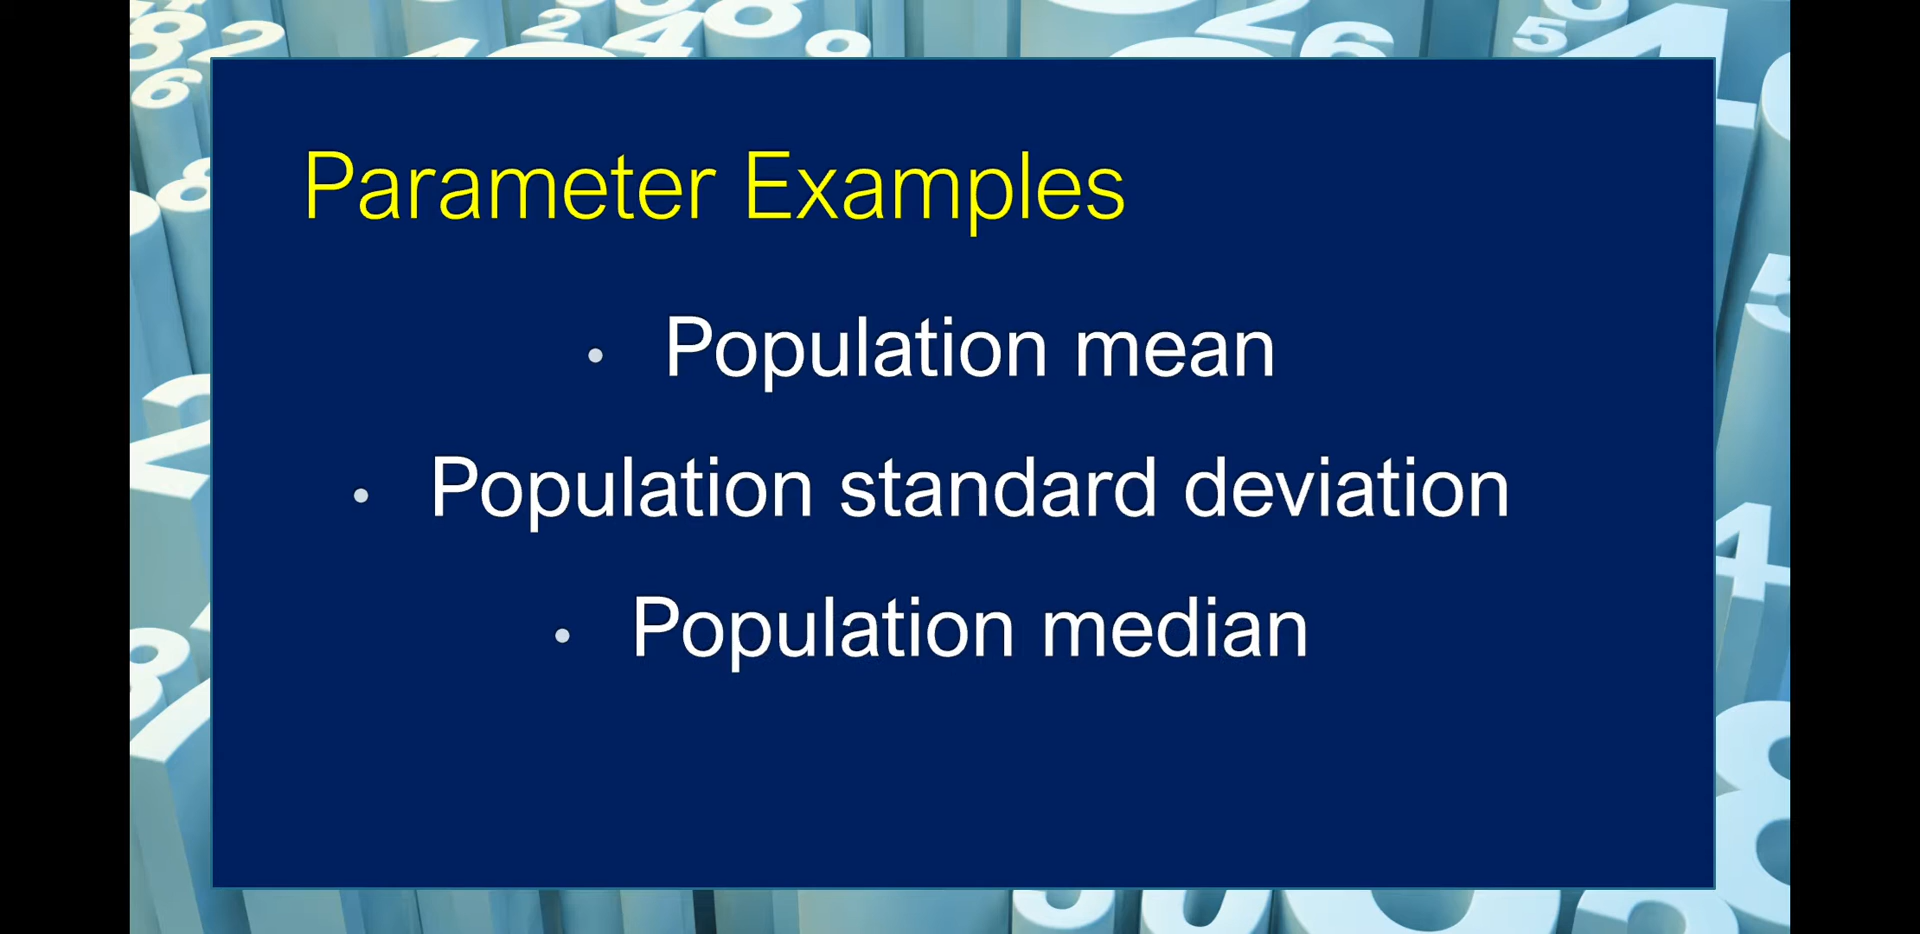 Parameter Examples
• Population mean
• Population standard deviation
• Population median